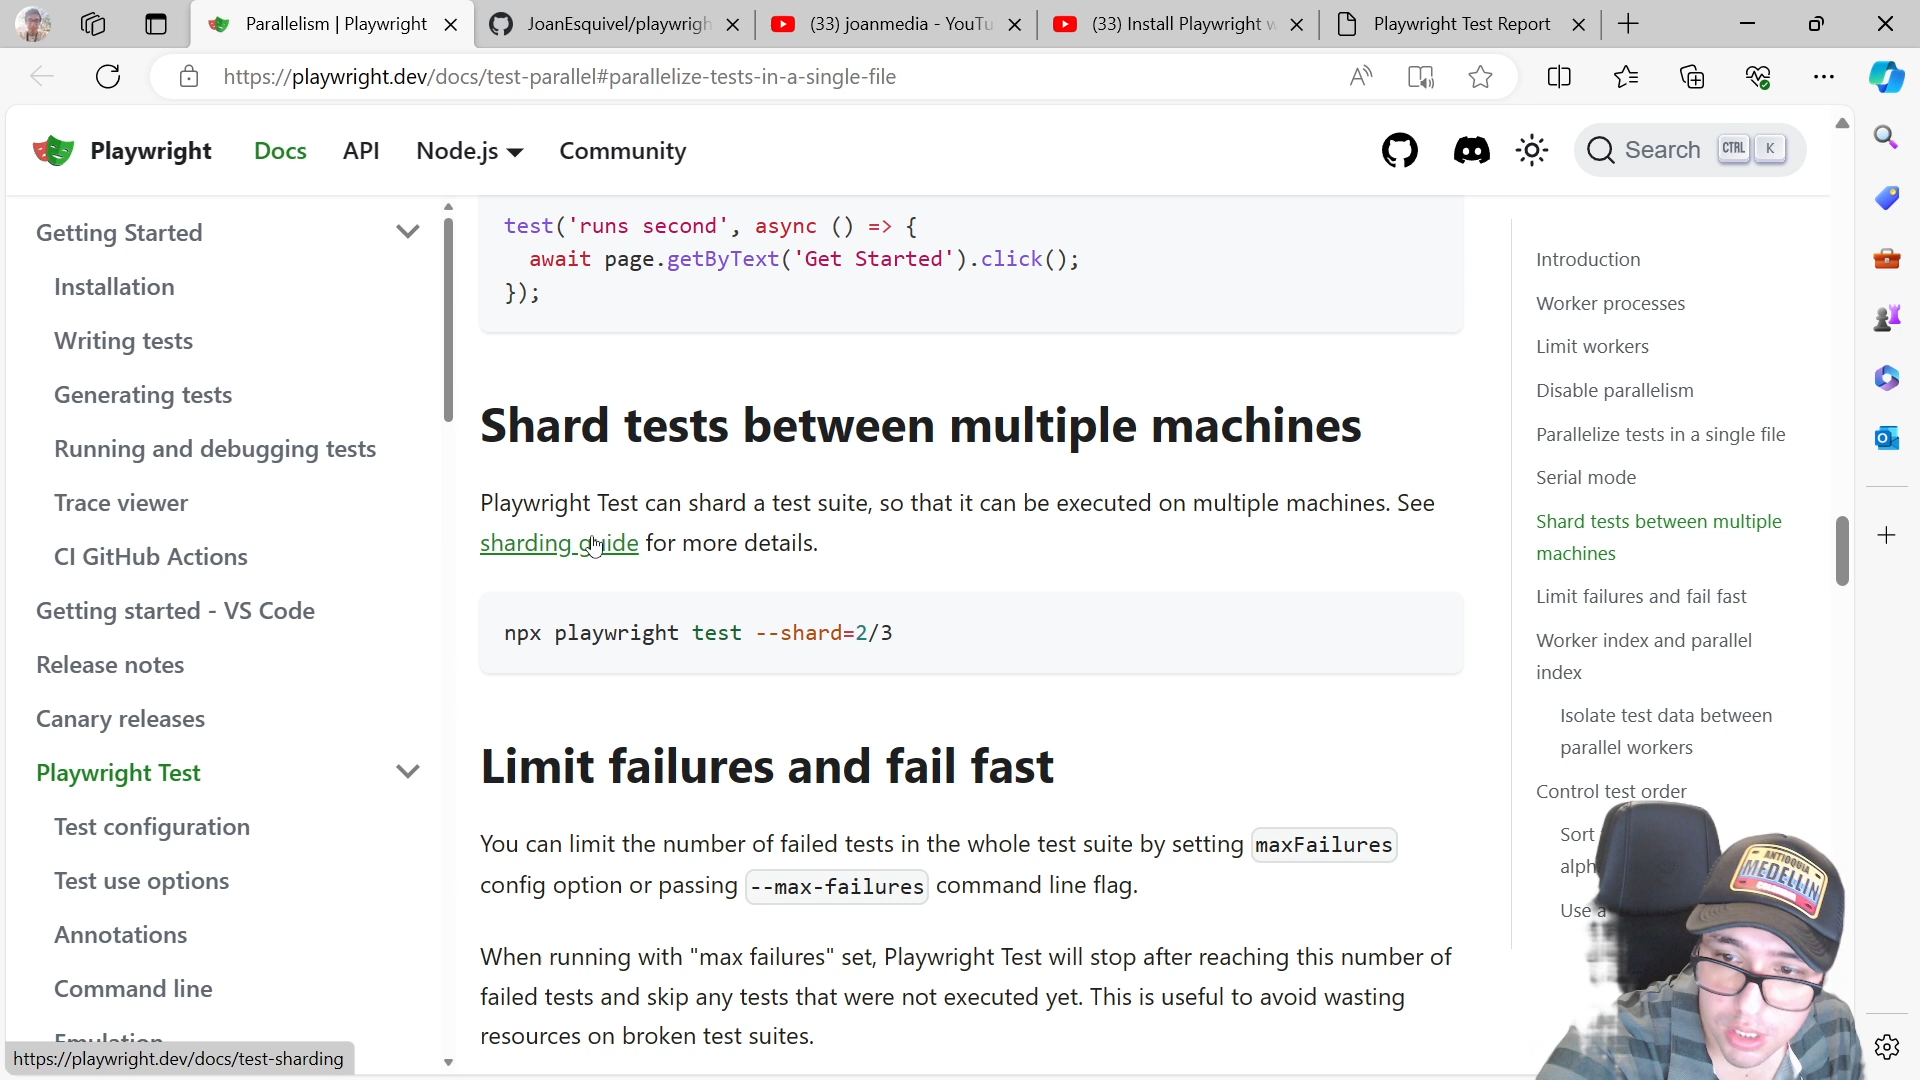 Parallelism | Playwright
JoanEsquivel/playwrigh
(33) joanmedia - YouTu
(33) Install Playwright w
Playwright Test Report
https://playwright.dev/docs/test-parallel#parallelize-tests-in-a-single-file
Playwright
Docs
API
Node.js
Community
Search
CTRL
K
Getting Started
Installation
Writing tests
Generating tests
Running and debugging tests
Trace viewer
CI GitHub Actions
Getting started - VS Code
Release notes
Canary releases
Playwright Test
Test configuration
Test use options
Annotations
Command line
Emulation
https://playwright.dev/docs/test-sharding
test('runs second', async () => {
await page.getByText('Get Started').click();
});
Shard tests between multiple machines
Playwright Test can shard a test suite, so that it can be executed on multiple machines. See
sharding guide for more details.
npx playwright test --shard=2/3
Limit failures and fail fast
You can limit the number of failed tests in the whole test suite by setting maxFailures
config option or passing --max-failures command line flag.
When running with "max failures" set, Playwright Test will stop after reaching this number of
failed tests and skip any tests that were not executed yet. This is useful to avoid wasting
resources on broken test suites.
Introduction
Worker processes
Limit workers
Disable parallelism
Parallelize tests in a single file
Serial mode
Shard tests between multiple
machines
Limit failures and fail fast
Worker index and parallel
index
Isolate test data between
parallel workers
Control test order
Sort
alph
Use a
ANTIOQUIA
MEDELLIN
COLOMBIA